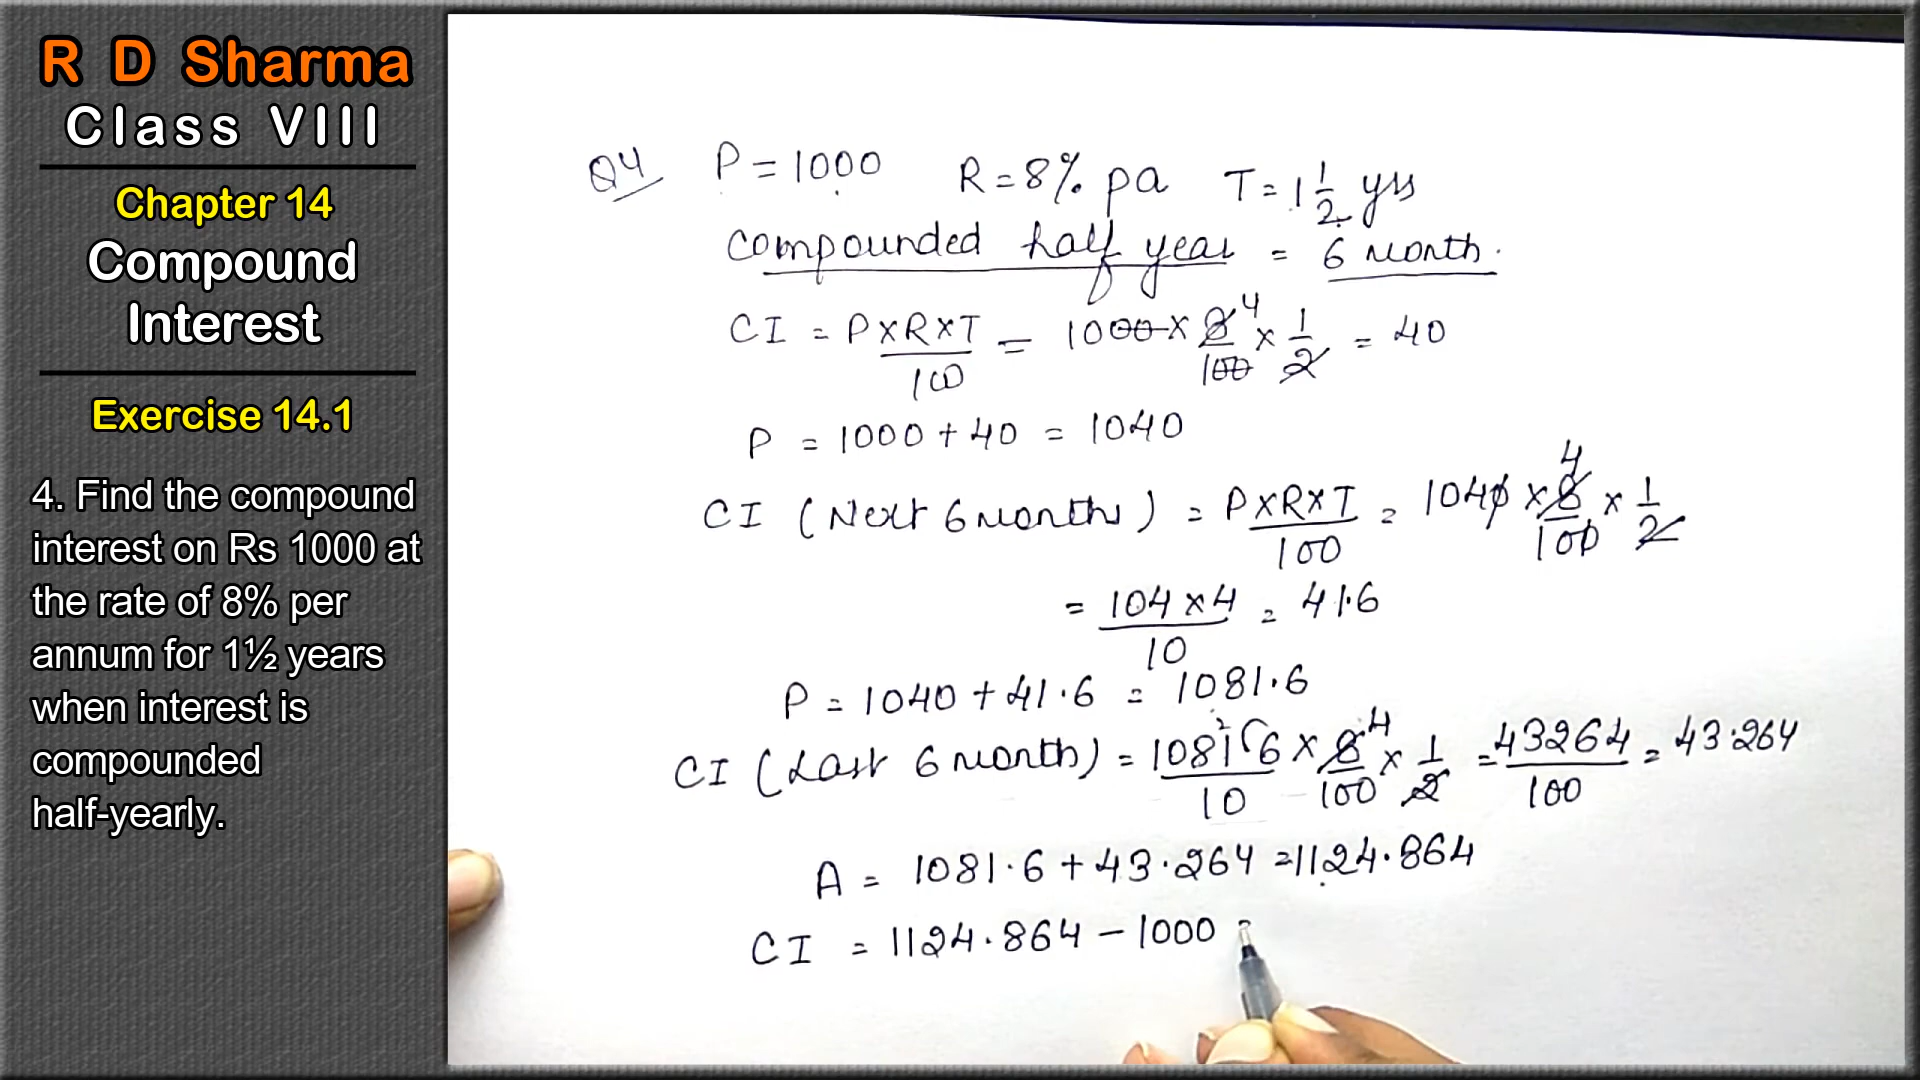 R D Sharma
Class VIII
Chapter 14
Compound
Interest
Exercise 14.1
4. Find the compound
interest on Rs 1000 at
the rate of 8% per
annum for 1½ years
when interest is
compounded
half-yearly.
Q4 P = 1000 R = 8% pa T = 1 1/2 yrs
Compounded half year = 6 month.
CI = P×R×T/100 = 1000 × 8/100 4 × 1/2 = 40
P = 1000 + 40 = 1040
CI (Next 6 months) = P×R×T/100 = 1040 × 8/100 4 × 1/2
= 104 × 4/10 = 41.6
P = 1040 + 41.6 = 1081.6
CI (Last 6 month) = 10816/10 × 8/100 4 × 1/2 = 43264/100 = 43.264
A = 1081.6 + 43.264 = 1124.864
CI = 1124.864 - 1000 =